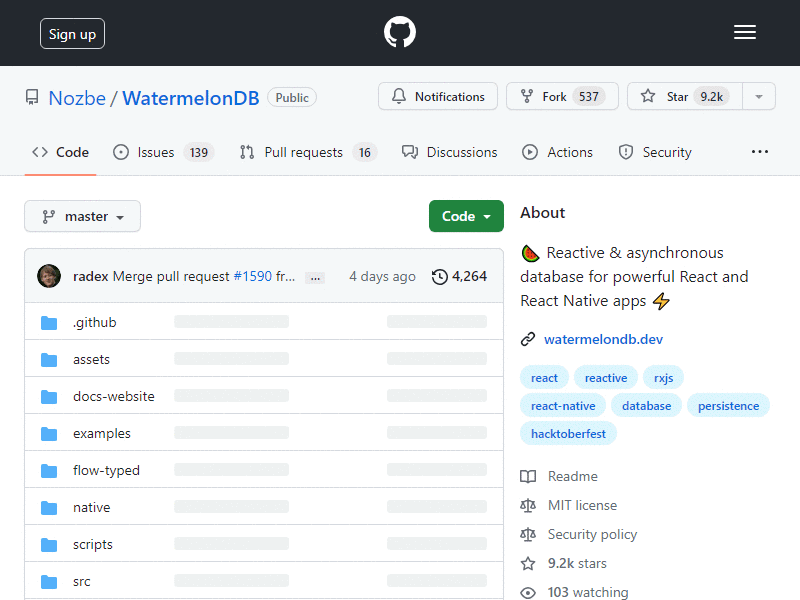 Sign up
Nozbe / WatermelonDB Public
Notifications
Fork 537
Star 9.2k
Code
Issues 139
Pull requests 16
Discussions
Actions
Security
master
Code
radex Merge pull request #1590 fr... ... 4 days ago 4,264
.github
assets
docs-website
examples
flow-typed
native
scripts
src
About
Reactive & asynchronous
database for powerful React and
React Native apps
watermelondb.dev
react reactive rxjs
react-native database persistence
hacktoberfest
Readme
MIT license
Security policy
9.2k stars
103 watching